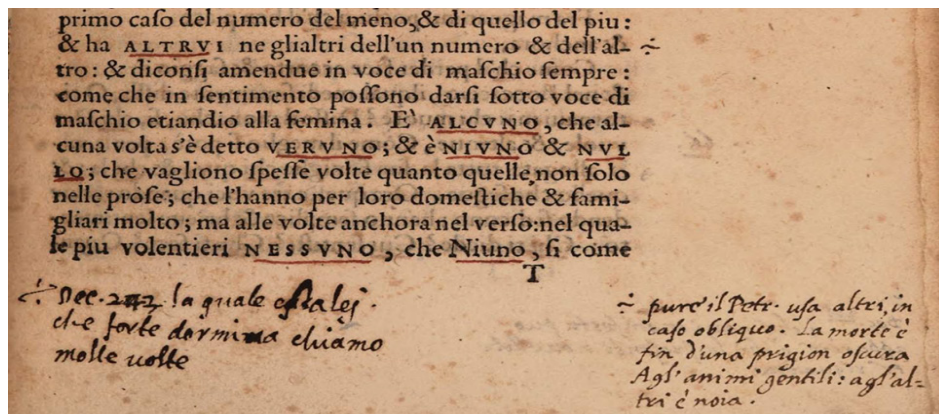 primo caſo del numero del meno, & di quello del piu:
& ha ALTRVI ne glialtri dell'un numero & dell'al- ÷
tro: & diconſi amendue in voce di maſchio ſempre:
come che in ſentimento poſſono darſi ſotto voce di
maſchio etiandio alla femina. E' ALCVNO, che al-
cuna volta s'è detto VERVNO; & è NIVNO & NVL
LO; che vagliono ſpeſſe volte quanto quelle, non ſolo
nelle proſe; che l'hanno per loro domeſtiche & fami-
gliari molto; ma alle volte anchora nel verſo: nel qua-
le piu volentieri NESSVNO, che Niuno, ſi come
T
÷ Dec. la quale
che forte dormiua chiamò
molte volte
÷ pure il Petr. usa altri, in
caso obliquo. La morte è
fin d'una prigion oscura
Agl'animi gentili: agl'al-
tri è noia.